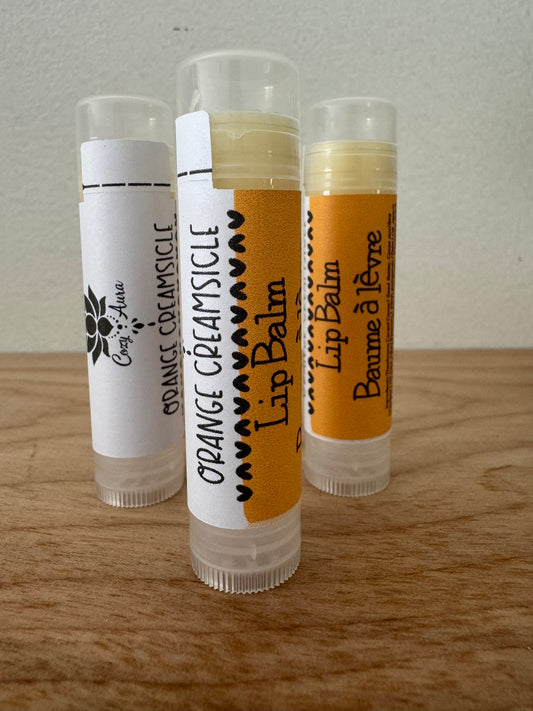 Cozy Aura
ORANGE CREAMSICLE
ORANGE CREAMSICLE
Lip Balm
Lip Balm
Baume à lèvre